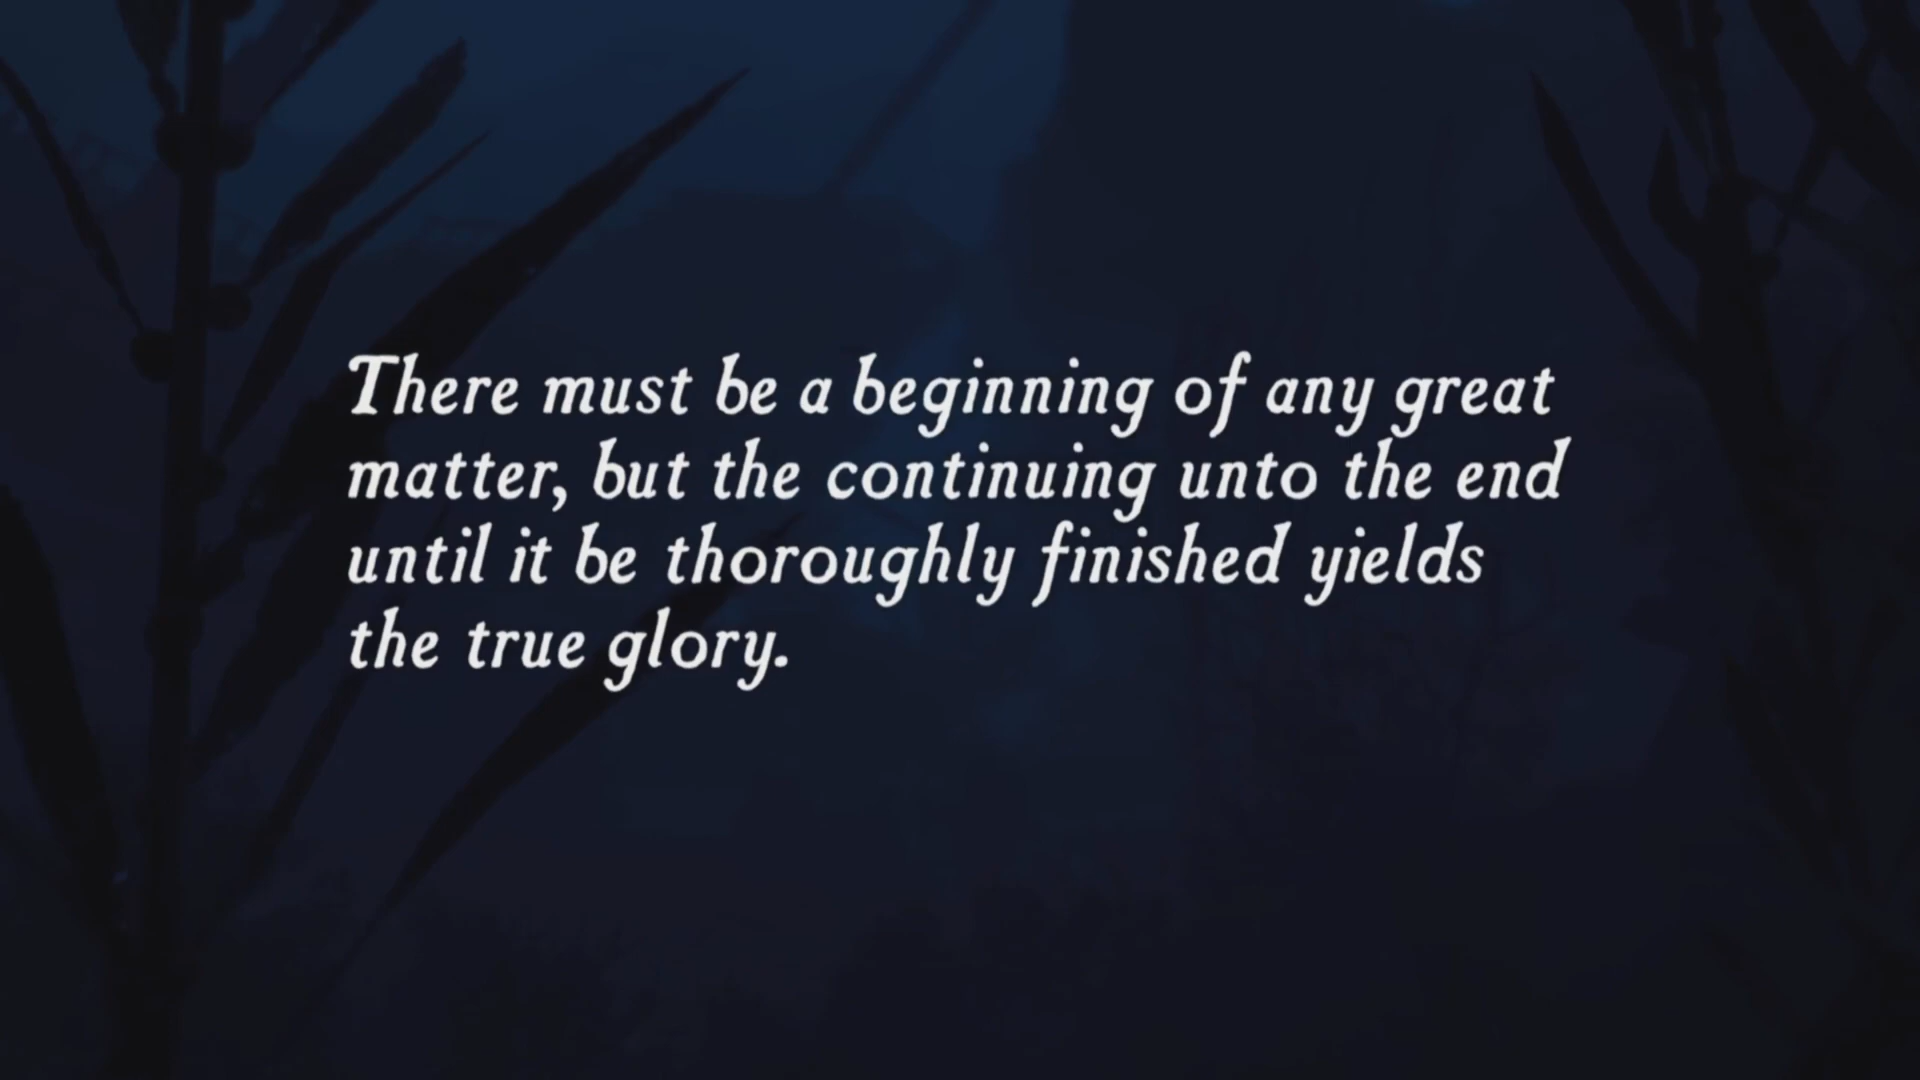 There must be a beginning of any great
matter, but the continuing unto the end
until it be thoroughly finished yields
the true glory.